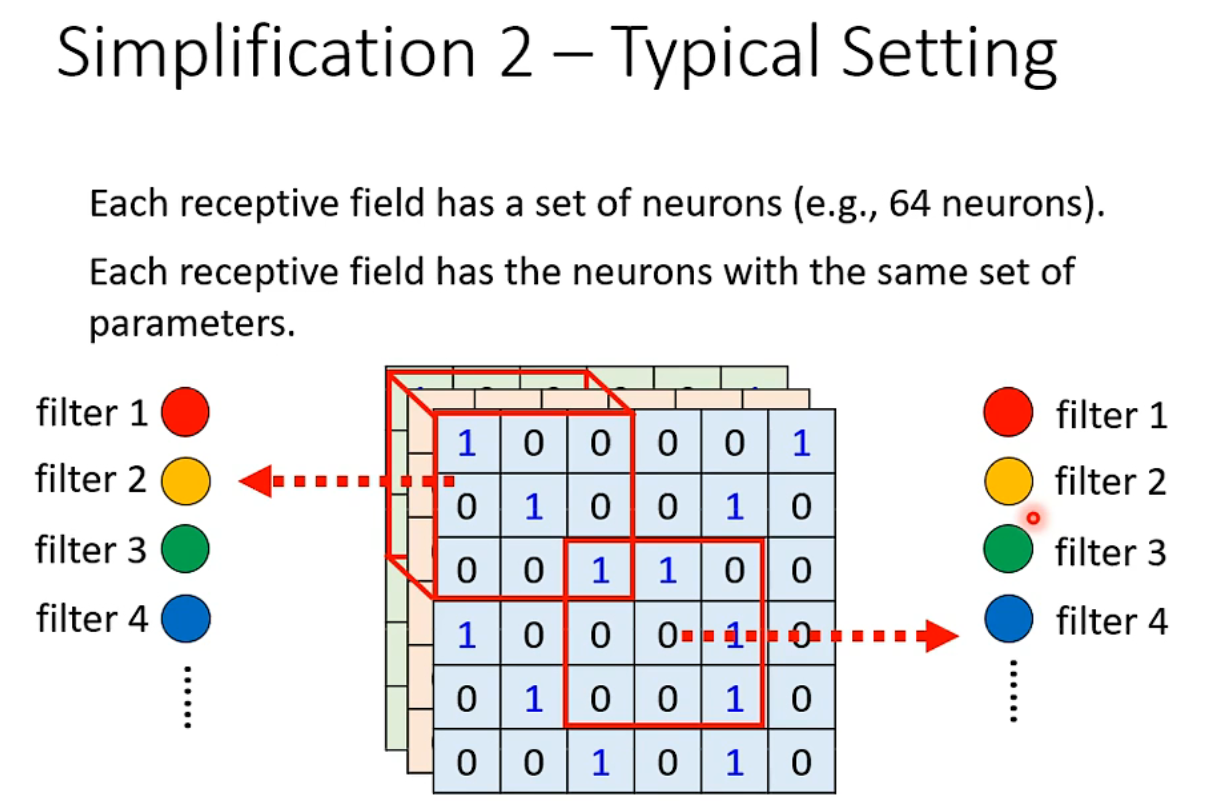 Simplification 2 – Typical Setting
Each receptive field has a set of neurons (e.g., 64 neurons).
Each receptive field has the neurons with the same set of
parameters.
filter 1
filter 2
filter 3
filter 4
1 0 0 0 0 1
0 1 0 0 1 0
0 0 1 1 0 0
1 0 0 0 1 0
0 1 0 0 1 0
0 0 1 0 1 0
filter 1
filter 2
filter 3
filter 4